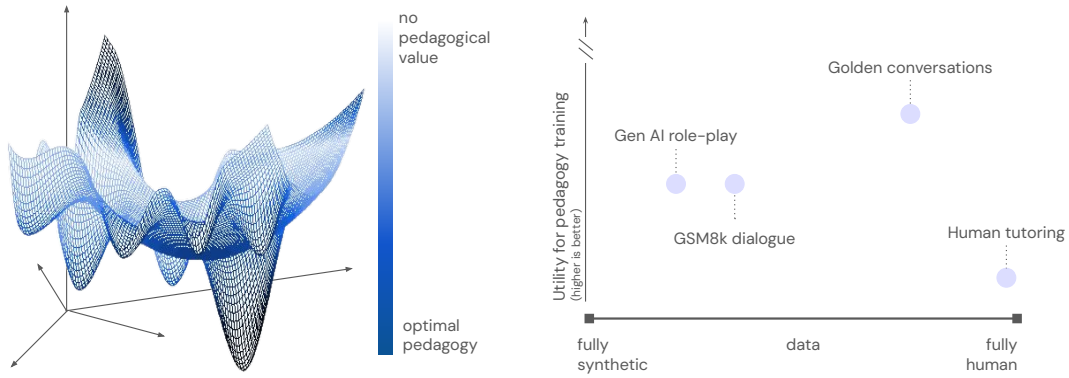 no
pedagogical
value
optimal
pedagogy
Utility for pedagogy training
(higher is better)
Golden conversations
Gen AI role-play
GSM8k dialogue
Human tutoring
fully
synthetic
data
fully
human